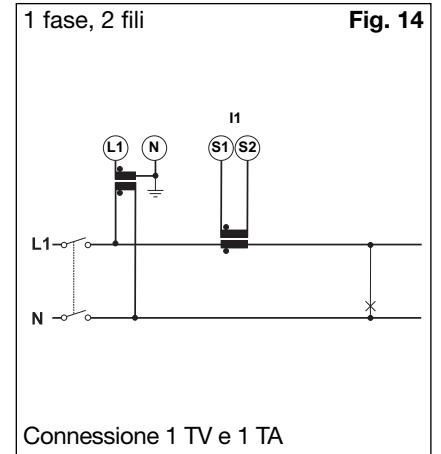 1 fase, 2 fili Fig. 14
I1
L1 N S1 S2
L1
N
Connessione 1 TV e 1 TA